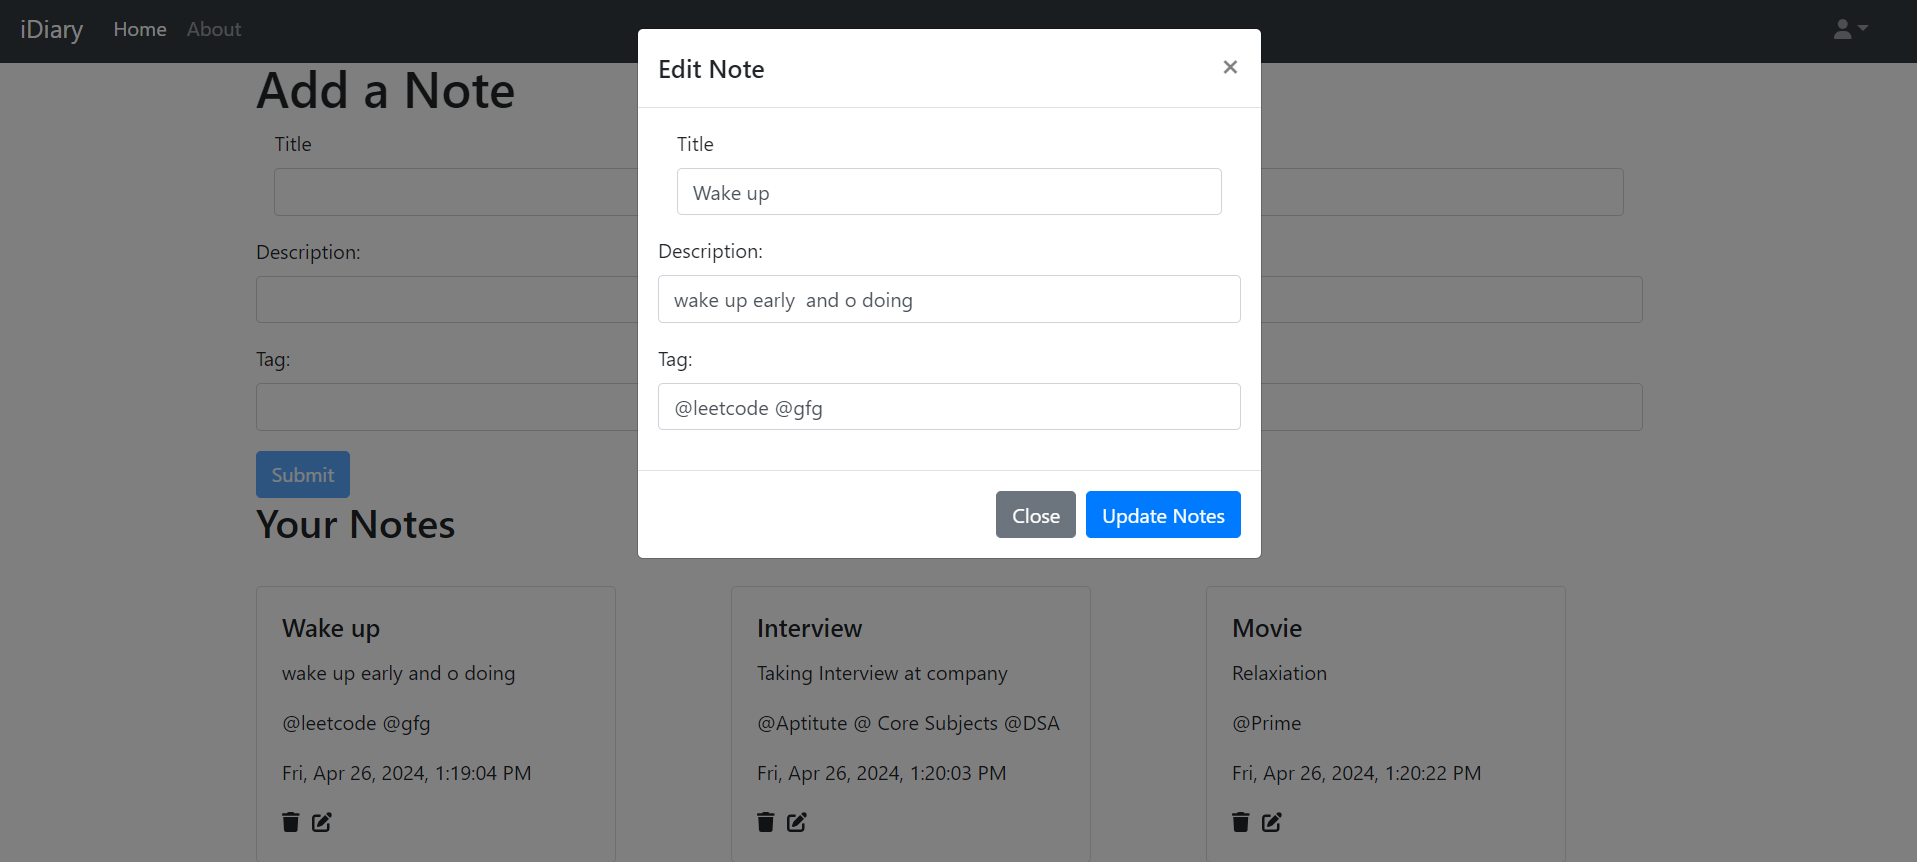 iDiary Home About
Edit Note ×
Title
Wake up
Description:
wake up early  and o doing
Tag:
@leetcode @gfg
Close Update Notes
Add a Note
Title
Description:
Tag:
Submit
Your Notes
Wake up
wake up early and o doing
@leetcode @gfg
Fri, Apr 26, 2024, 1:19:04 PM
Interview
Taking Interview at company
@Aptitute @ Core Subjects @DSA
Fri, Apr 26, 2024, 1:20:03 PM
Movie
Relaxiation
@Prime
Fri, Apr 26, 2024, 1:20:22 PM